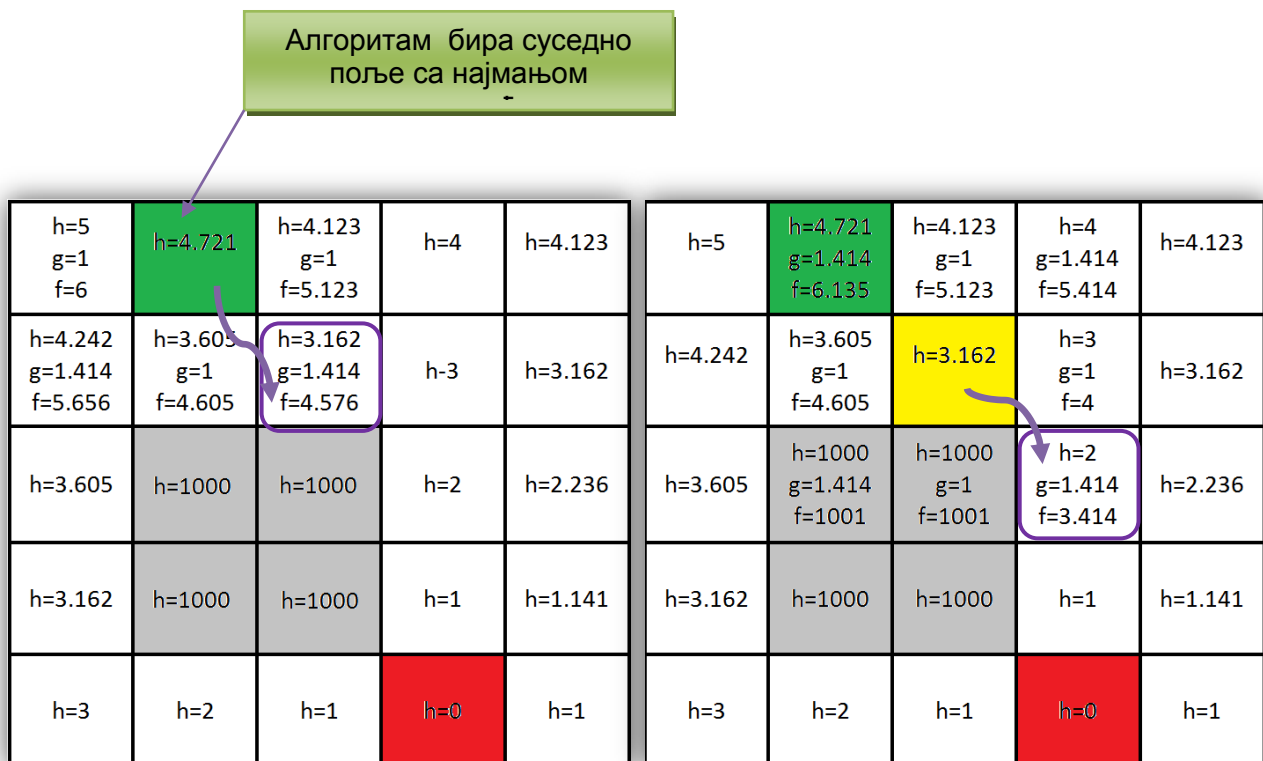 Алгоритам бира суседно
поље са најмањом
h=5
g=1
f=6
h=4.721
h=4.123
g=1
f=5.123
h=4
h=4.123
h=4.242
g=1.414
f=5.656
h=3.605
g=1
f=4.605
h=3.162
g=1.414
f=4.576
h-3
h=3.162
h=3.605
h=1000
h=1000
h=2
h=2.236
h=3.162
h=1000
h=1000
h=1
h=1.141
h=3
h=2
h=1
h=0
h=1
h=5
h=4.721
g=1.414
f=6.135
h=4.123
g=1
f=5.123
h=4
g=1.414
f=5.414
h=4.123
h=4.242
h=3.605
g=1
f=4.605
h=3.162
h=3
g=1
f=4
h=3.162
h=3.605
h=1000
g=1.414
f=1001
h=1000
g=1
f=1001
h=2
g=1.414
f=3.414
h=2.236
h=3.162
h=1000
h=1000
h=1
h=1.141
h=3
h=2
h=1
h=0
h=1